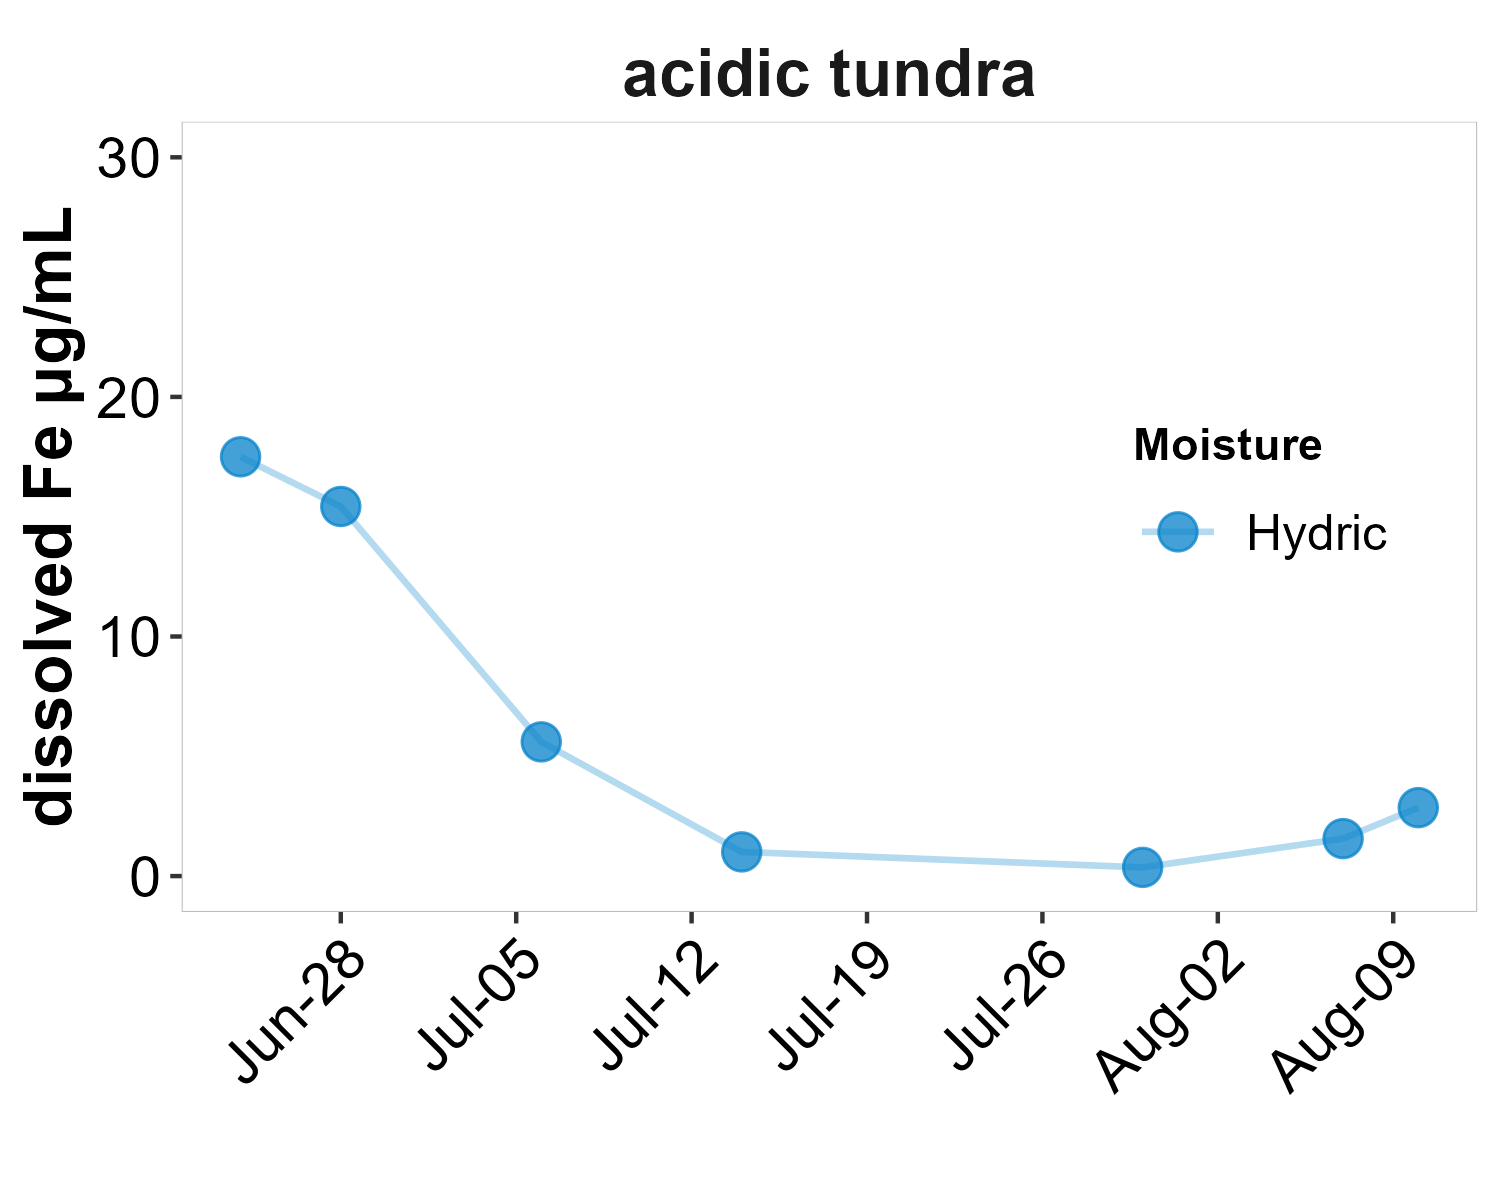 acidic tundra
dissolved Fe µg/mL
30
20
10
0
Moisture
Hydric
Jun-28
Jul-05
Jul-12
Jul-19
Jul-26
Aug-02
Aug-09